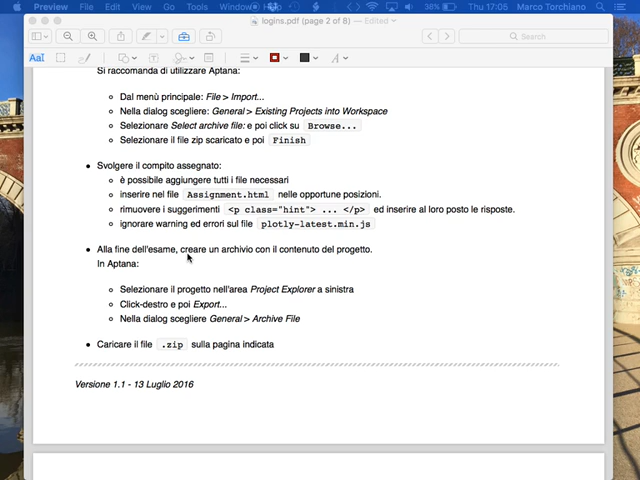 Preview File Edit View Go Tools Window 38% Thu 17:05 Marco Torchiano
logins.pdf (page 2 of 8) — Edited
Search
Si raccomanda di utilizzare Aptana:
Dal menù principale: File > Import...
Nella dialog scegliere: General > Existing Projects into Workspace
Selezionare Select archive file: e poi click su Browse...
Selezionare il file zip scaricato e poi Finish
Svolgere il compito assegnato:
è possibile aggiungere tutti i file necessari
inserire nel file Assignment.html nelle opportune posizioni.
rimuovere i suggerimenti <p class="hint"> ... </p> ed inserire al loro posto le risposte.
ignorare warning ed errori sul file plotly-latest.min.js
Alla fine dell'esame, creare un archivio con il contenuto del progetto.
In Aptana:
Selezionare il progetto nell'area Project Explorer a sinistra
Click-destro e poi Export...
Nella dialog scegliere General > Archive File
Caricare il file .zip sulla pagina indicata
Versione 1.1 - 13 Luglio 2016